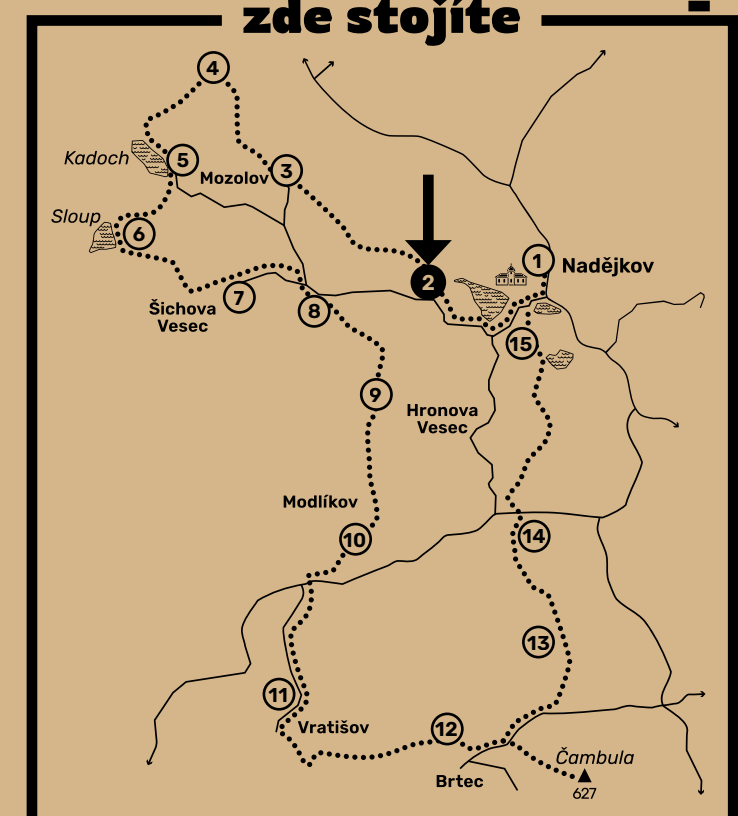 zde stojíte
4
Kadoch
5
Mozolov
3
Sloup
6
2
1
Nadějkov
7
Šichova
Vesec
8
15
9
Hronova
Vesec
Modlíkov
10
14
13
11
Vratišov
12
Čambula
Brtec
627